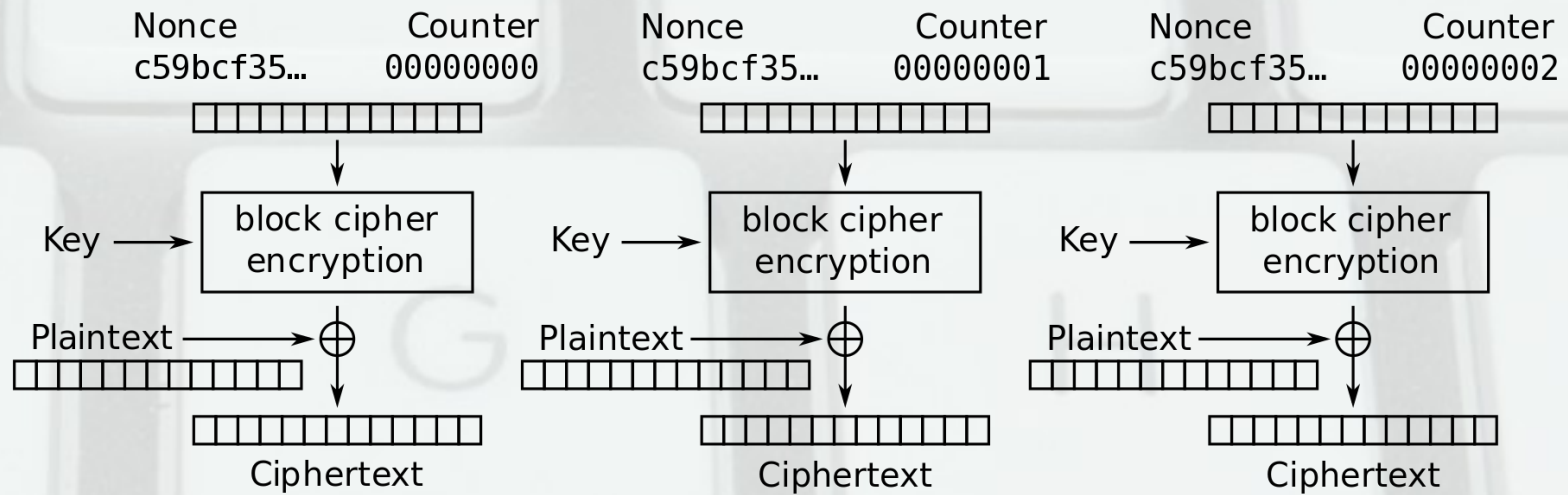 Nonce Counter
c59bcf35… 00000000
block cipher
encryption
Key
Plaintext
Ciphertext
Nonce Counter
c59bcf35… 00000001
block cipher
encryption
Key
Plaintext
Ciphertext
Nonce Counter
c59bcf35… 00000002
block cipher
encryption
Key
Plaintext
Ciphertext
G
H